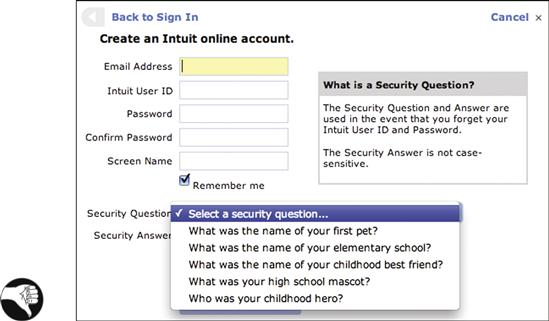 Back to Sign In
Cancel ×
Create an Intuit online account.
Email Address
Intuit User ID
Password
Confirm Password
Screen Name
Remember me
What is a Security Question?
The Security Question and Answer are
used in the event that you forget your
Intuit User ID and Password.
The Security Answer is not case-
sensitive.
Security Question
✓ Select a security question...
Security Answer
What was the name of your first pet?
What was the name of your elementary school?
What was the name of your childhood best friend?
What was your high school mascot?
Who was your childhood hero?